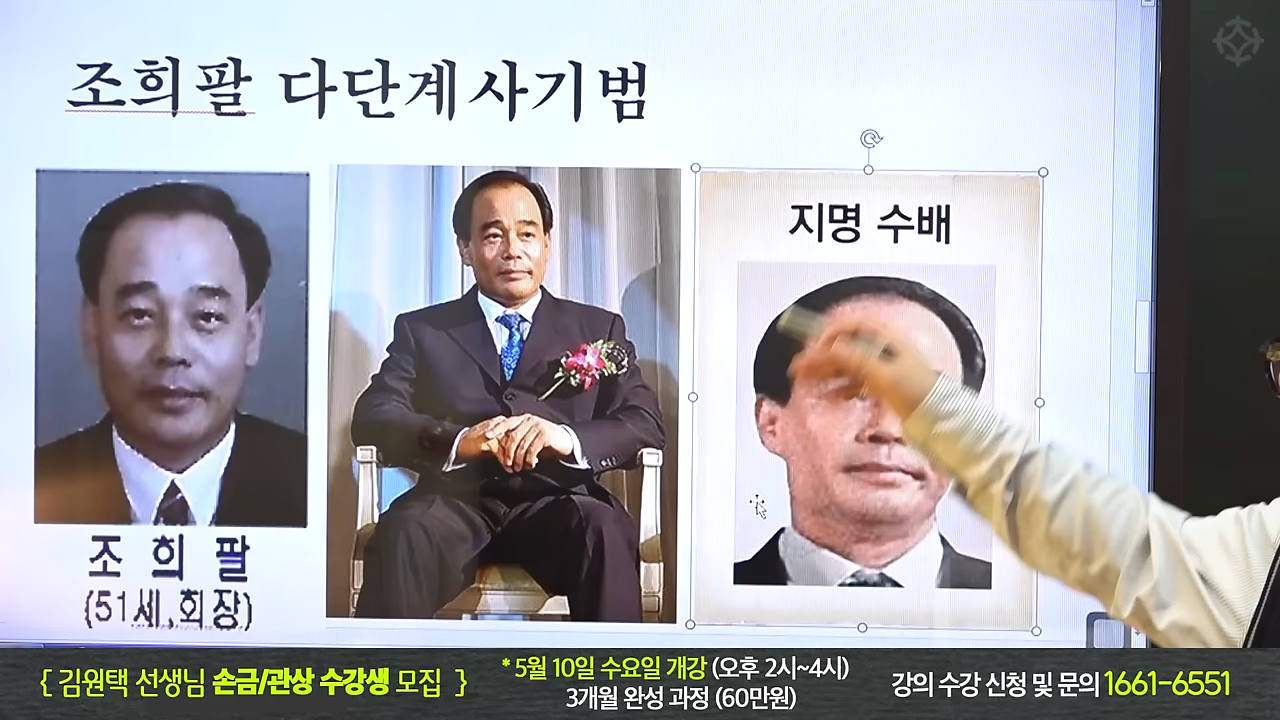 조희팔 다단계사기범
지명 수배
조 희 팔
(51세,회장)
{ 김원택 선생님 손금/관상 수강생 모집 }
* 5월 10일 수요일 개강 (오후 2시~4시)
3개월 완성 과정 (60만원)
강의 수강 신청 및 문의 1661-6551